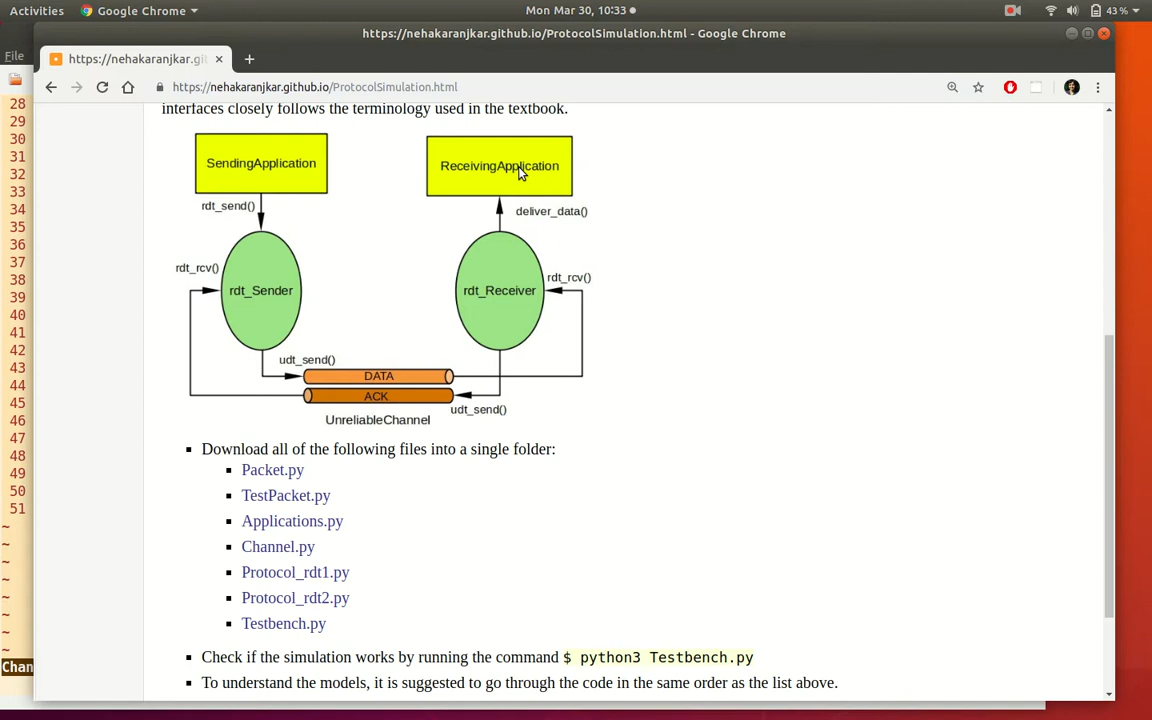 Activities
Google Chrome
Mon Mar 30, 10:33
43 %
https://nehakaranjkar.github.io/ProtocolSimulation.html - Google Chrome
File
https://nehakaranjkar.git
https://nehakaranjkar.github.io/ProtocolSimulation.html
28
29
30
31
32
33
34
35
36
37
38
39
40
41
42
43
44
45
46
47
48
49
50
51
~
~
~
~
~
~
~
~
Chan
interfaces closely follows the terminology used in the textbook.
SendingApplication
ReceivingApplication
rdt_send()
deliver_data()
rdt_rcv()
rdt_rcv()
rdt_Sender
rdt_Receiver
udt_send()
DATA
ACK
udt_send()
UnreliableChannel
Download all of the following files into a single folder:
Packet.py
TestPacket.py
Applications.py
Channel.py
Protocol_rdt1.py
Protocol_rdt2.py
Testbench.py
Check if the simulation works by running the command $ python3 Testbench.py
To understand the models, it is suggested to go through the code in the same order as the list above.